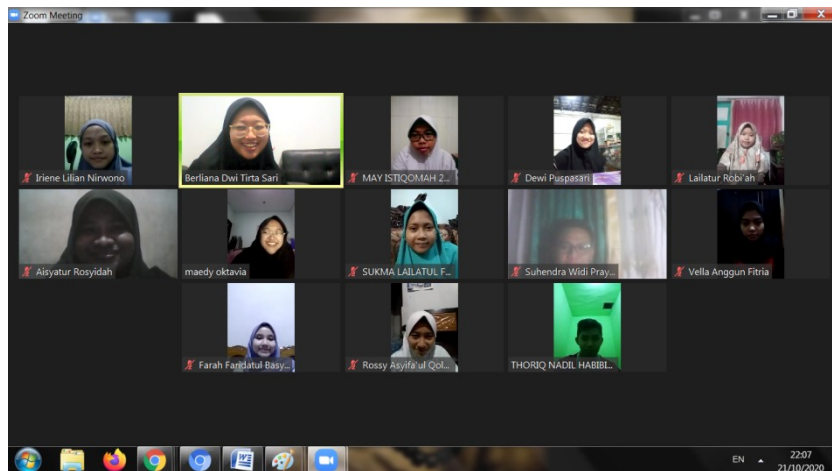 Zoom Meeting
Iriene Lilian Nirwono
Berliana Dwi Tirta Sari
MAY ISTIQOMAH 2...
Dewi Puspasari
Lailatur Robi'ah
Aisyatur Rosyidah
maedy oktavia
SUKMA LAILATUL F...
Suhendra Widi Pray...
Vella Anggun Fitria
Farah Faridatul Basy...
Rossy Asyifa'ul Qol...
THORIQ NADIL HABIBI...
EN
22:07
21/10/2020